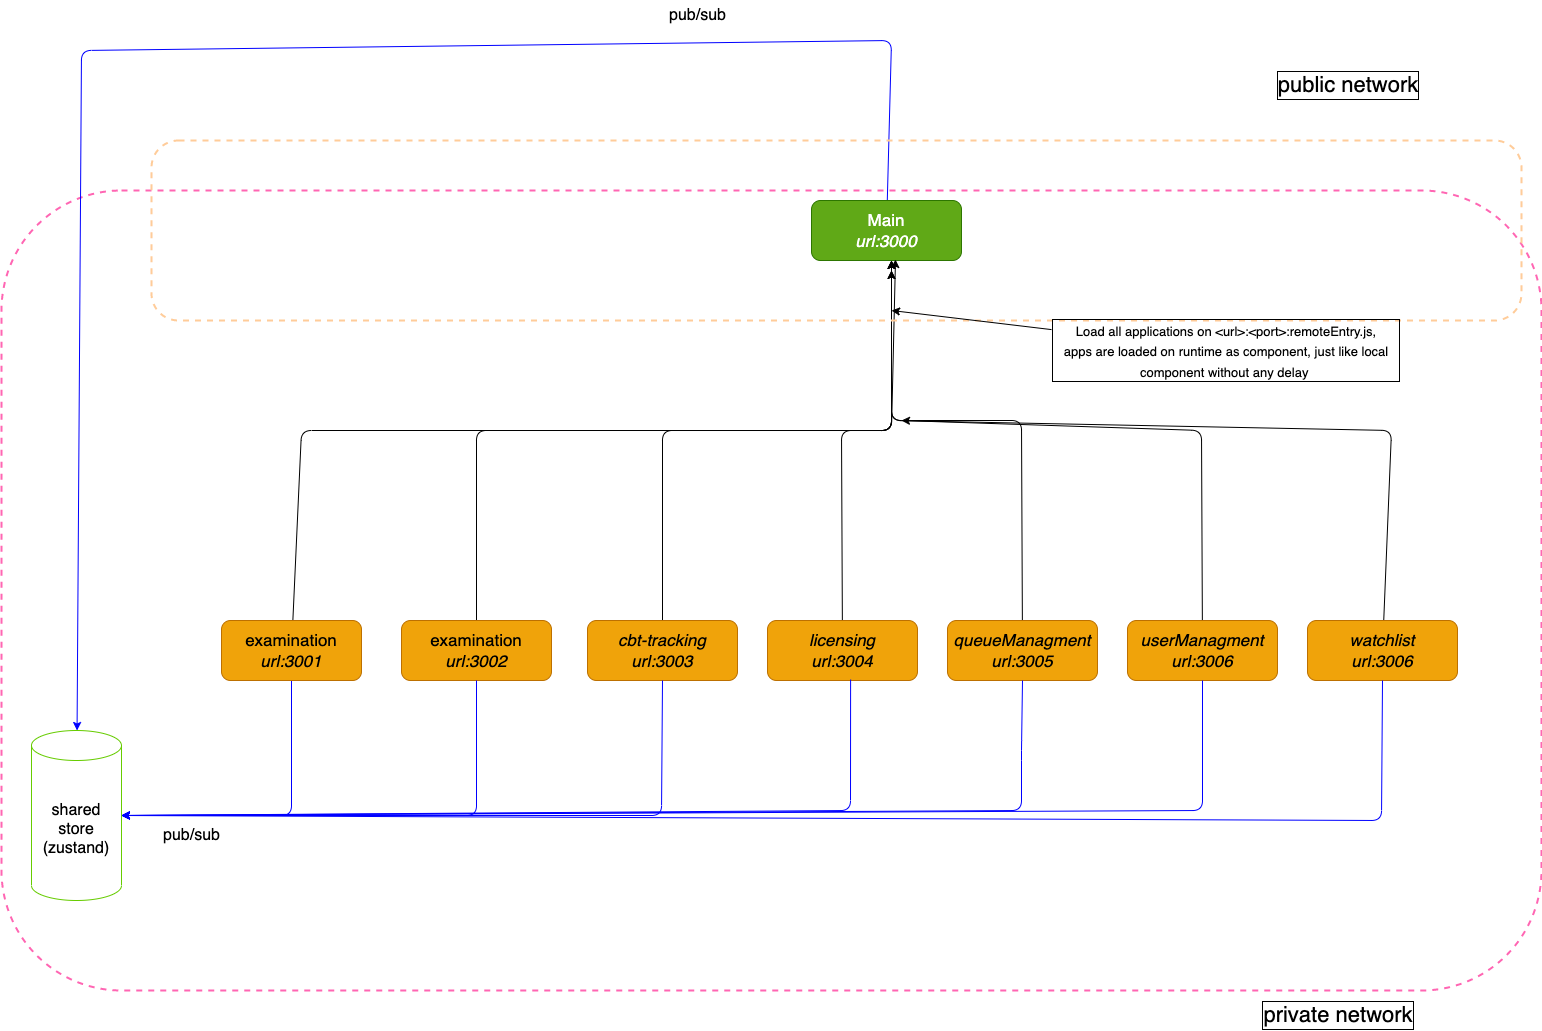 pub/sub
public network
Main
url:3000
Load all applications on <url>:<port>:remoteEntry.js,
apps are loaded on runtime as component, just like local
component without any delay
examination
url:3001
examination
url:3002
cbt-tracking
url:3003
licensing
url:3004
queueManagment
url:3005
userManagment
url:3006
watchlist
url:3006
shared
store
(zustand)
pub/sub
private network